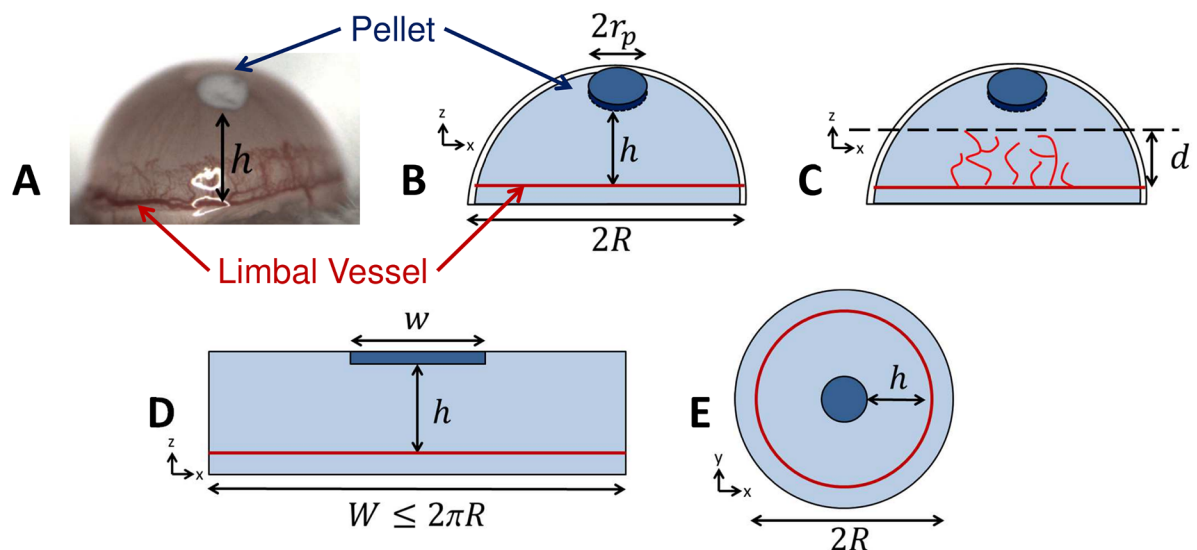 Pellet
Limbal Vessel
A
h
B
2r_p
z
x
h
2R
C
z
x
d
D
w
h
z
x
W ≤ 2πR
E
h
y
x
2R